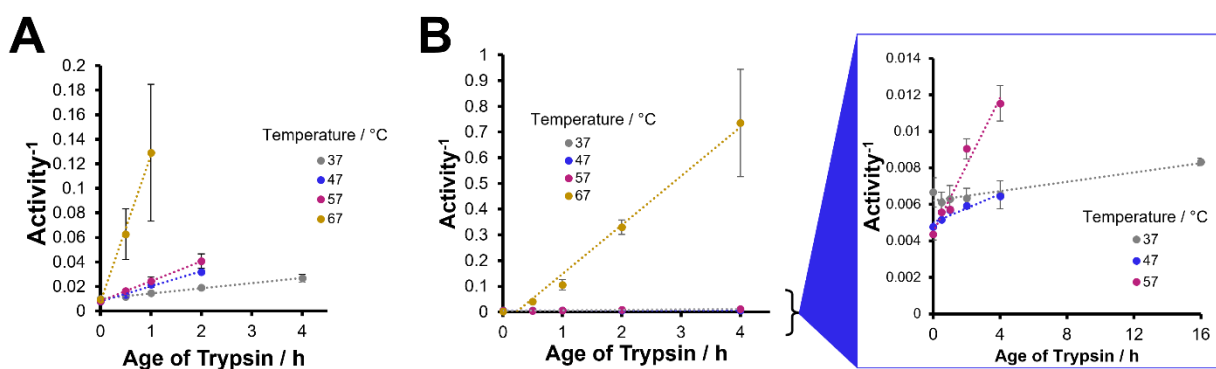 A
Activity-1
0.2
0.18
0.16
0.14
0.12
0.1
0.08
0.06
0.04
0.02
0
0 1 2 3 4
Age of Trypsin / h
Temperature / °C
37
47
57
67
B
Activity-1
1
0.9
0.8
0.7
0.6
0.5
0.4
0.3
0.2
0.1
0
0 1 2 3 4
Age of Trypsin / h
Temperature / °C
37
47
57
67
Activity-1
0.014
0.012
0.01
0.008
0.006
0.004
0.002
0.000
0 4 8 12 16
Age of Trypsin / h
Temperature / °C
37
47
57